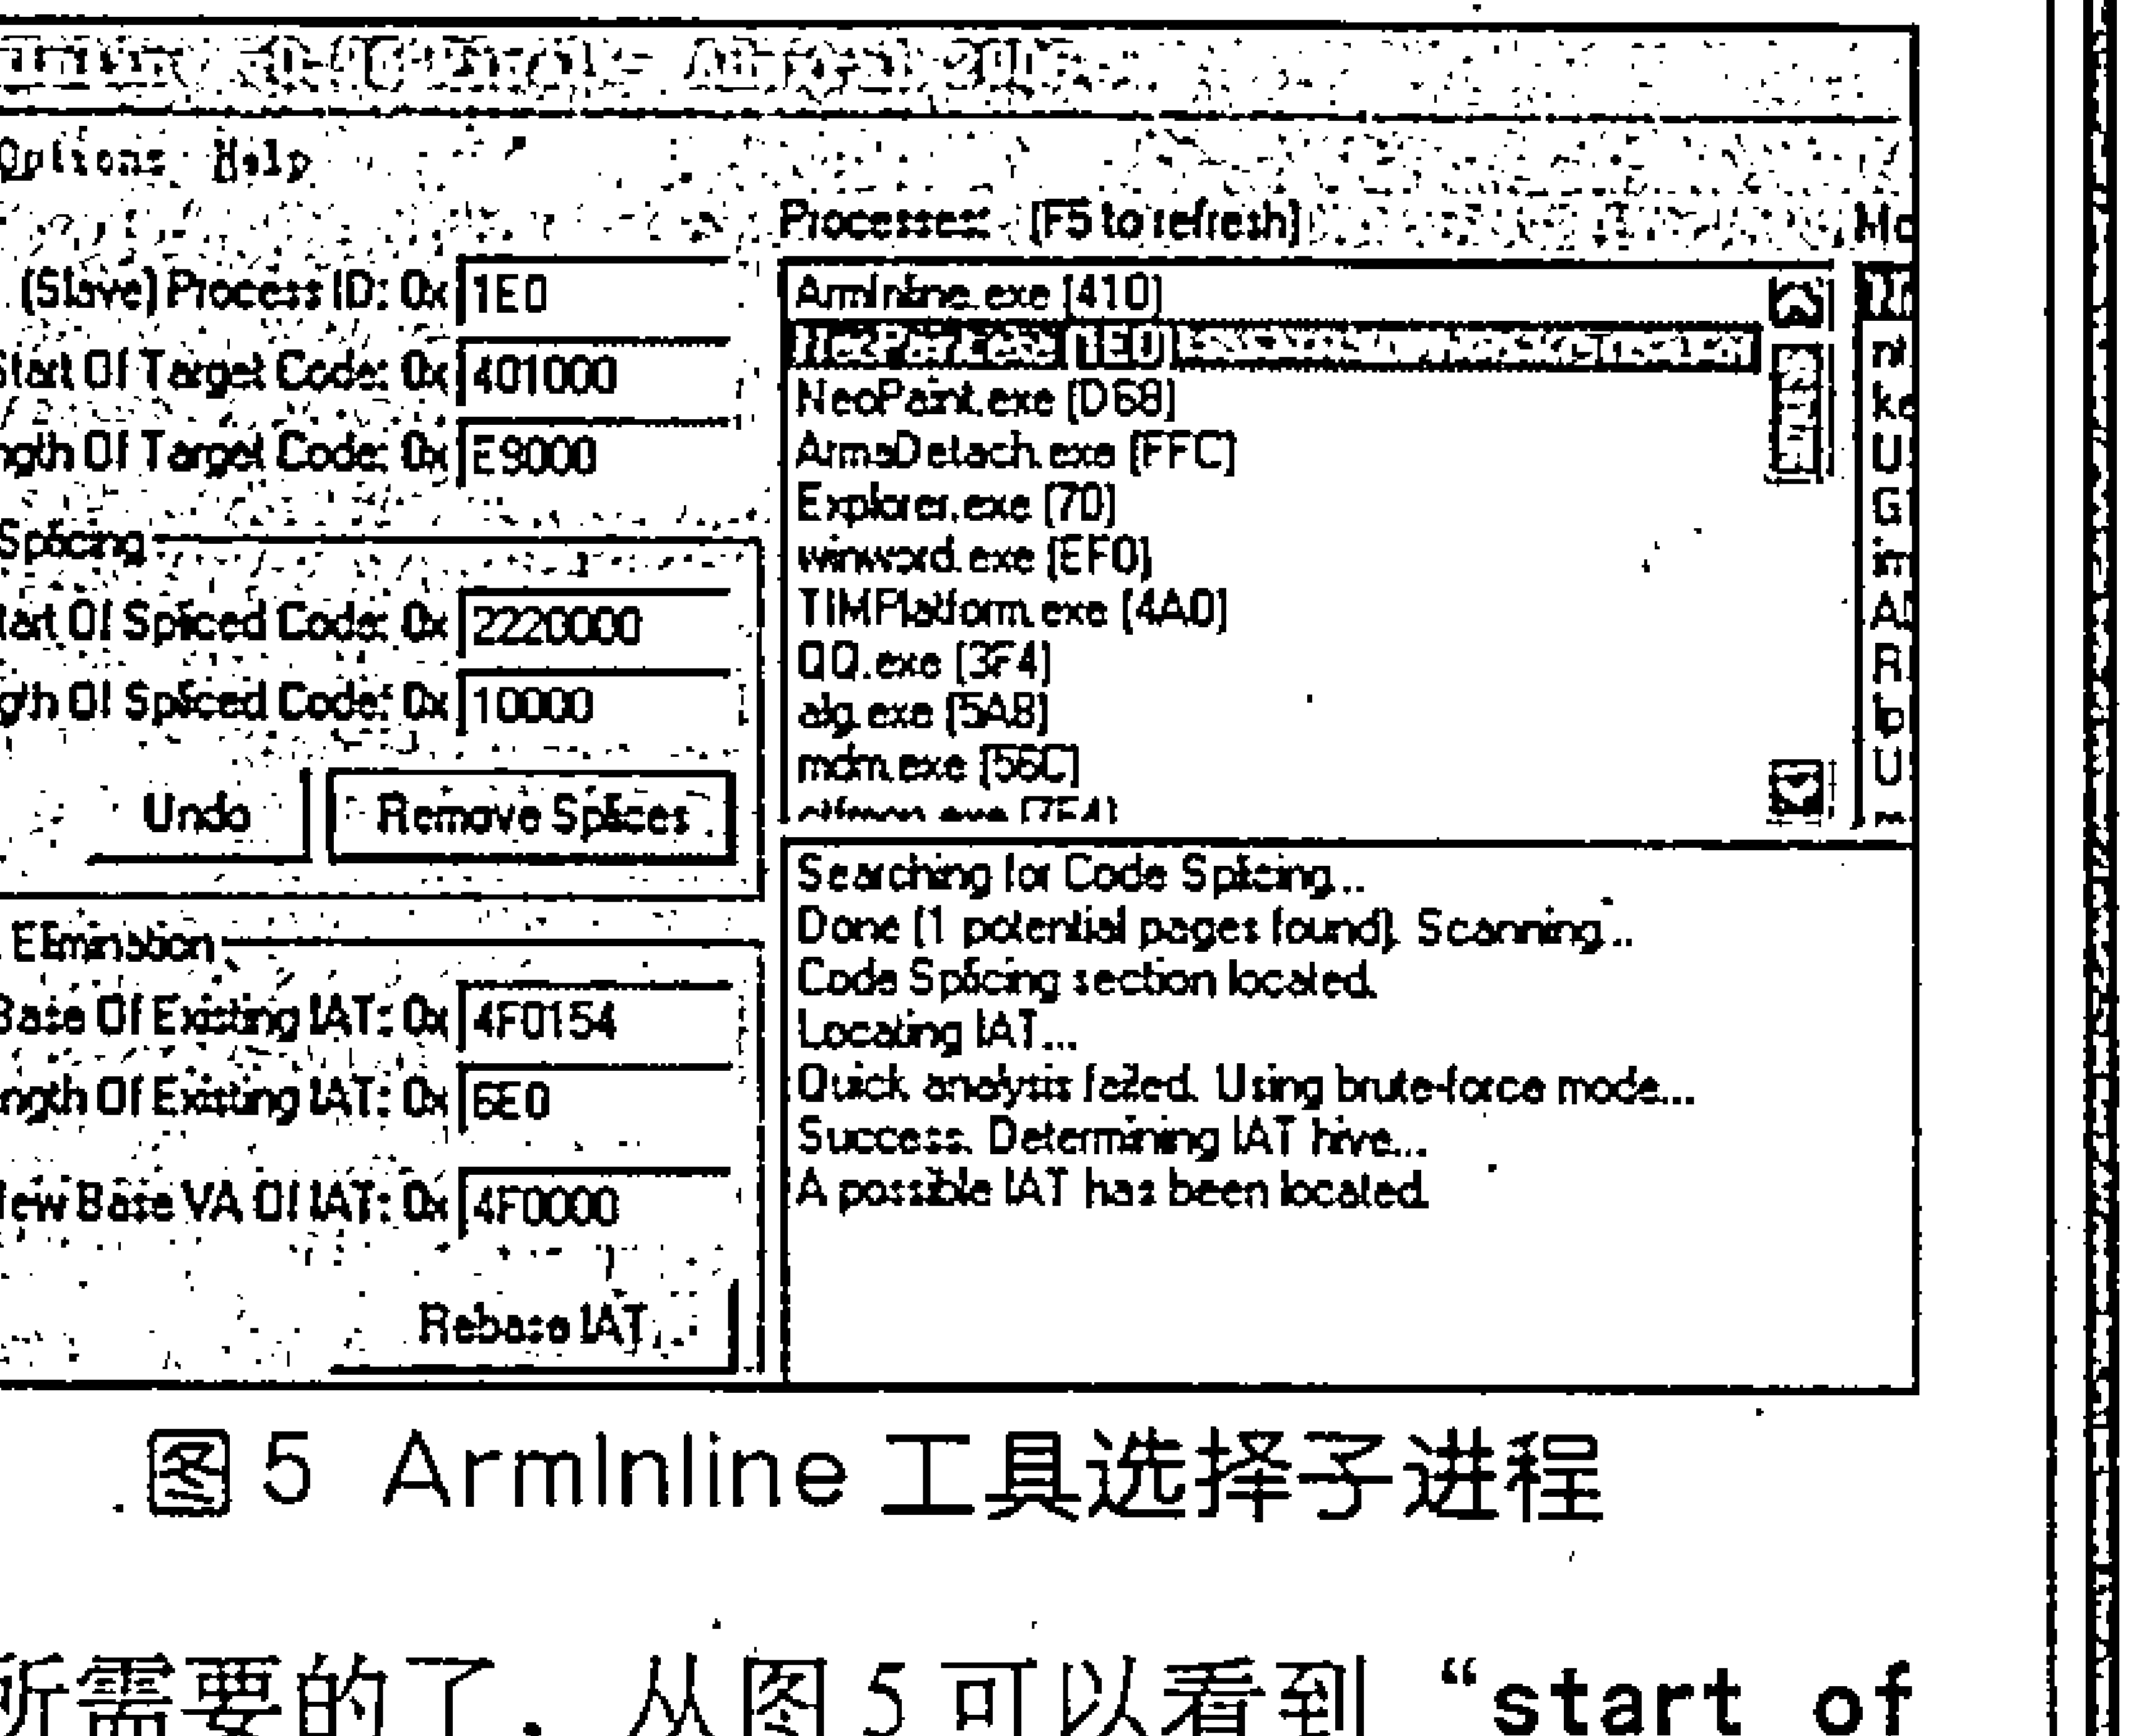 Options Help
Processes: (F5 to refresh)
(Slave) Process ID: 0x 1E0
Start Of Target Code: 0x 401000
ngth Of Target Code: 0x E9000
Splicing
tart Of Spliced Code: 0x 2220000
gth Of Spliced Code: 0x 10000
Undo Remove Splices
Elimination
Base Of Existing IAT: 0x 4F0154
ngth Of Existing IAT: 0x 6E0
ew Base VA Of IAT: 0x 4F0000
Rebase IAT
ArmInline.exe (410)
(1E0)
NeoPaint.exe (D68)
ArmaDetach.exe (FFC)
Explorer.exe (70)
winword.exe (EF0)
TIMPlatform.exe (4A0)
QQ.exe (3F4)
alg.exe (5A8)
mdm.exe (56C)
Searching for Code Splicing...
Done (1 potential pages found). Scanning...
Code Splicing section located.
Locating IAT...
Quick analysis failed. Using brute-force mode...
Success. Determining IAT hive...
A possible IAT has been located.
图 5 ArmInline 工具选择子进程
所需要的了，从图 5 可以看到 “start of